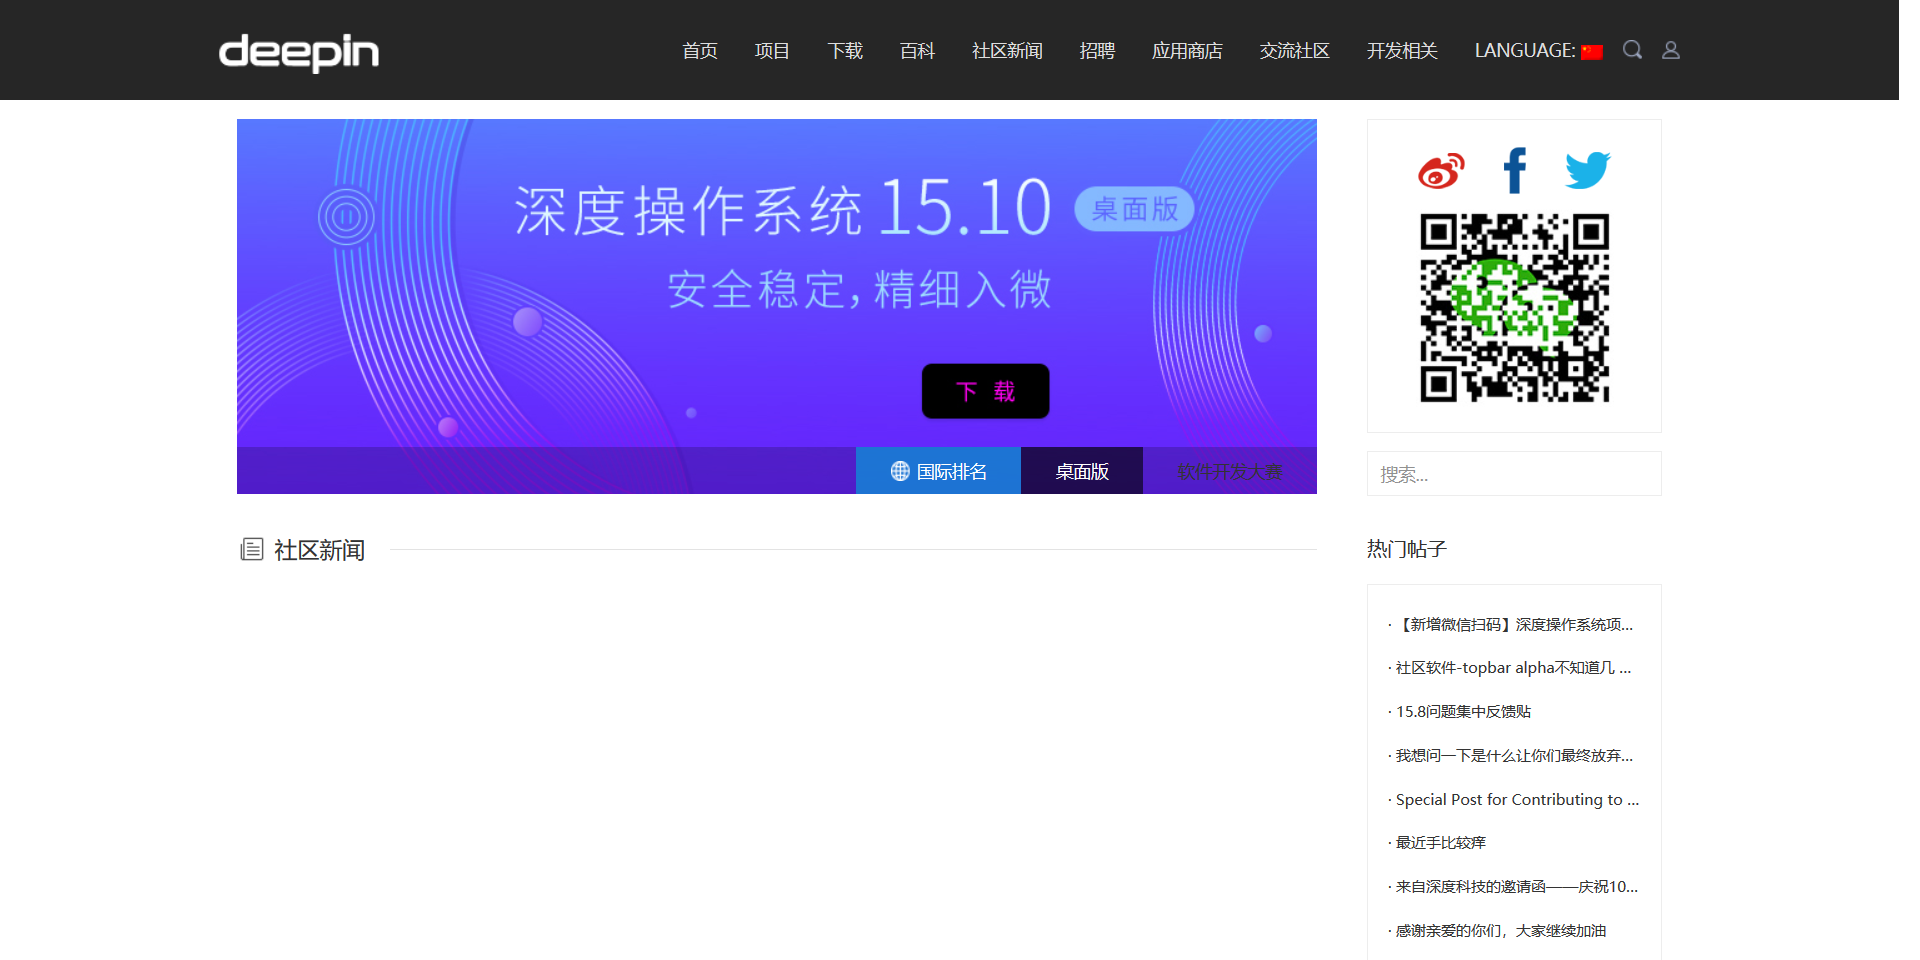 deepin
首页 项目 下载 百科 社区新闻 招聘 应用商店 交流社区 开发相关 LANGUAGE:
深度操作系统 15.10 桌面版
安全稳定，精细入微
下 载
国际排名 桌面版 软件开发大赛
社区新闻
搜索...
热门帖子
· 【新增微信扫码】深度操作系统项...
· 社区软件-topbar alpha不知道几 ...
· 15.8问题集中反馈贴
· 我想问一下是什么让你们最终放弃...
· Special Post for Contributing to ...
· 最近手比较痒
· 来自深度科技的邀请函——庆祝10...
· 感谢亲爱的你们，大家继续加油